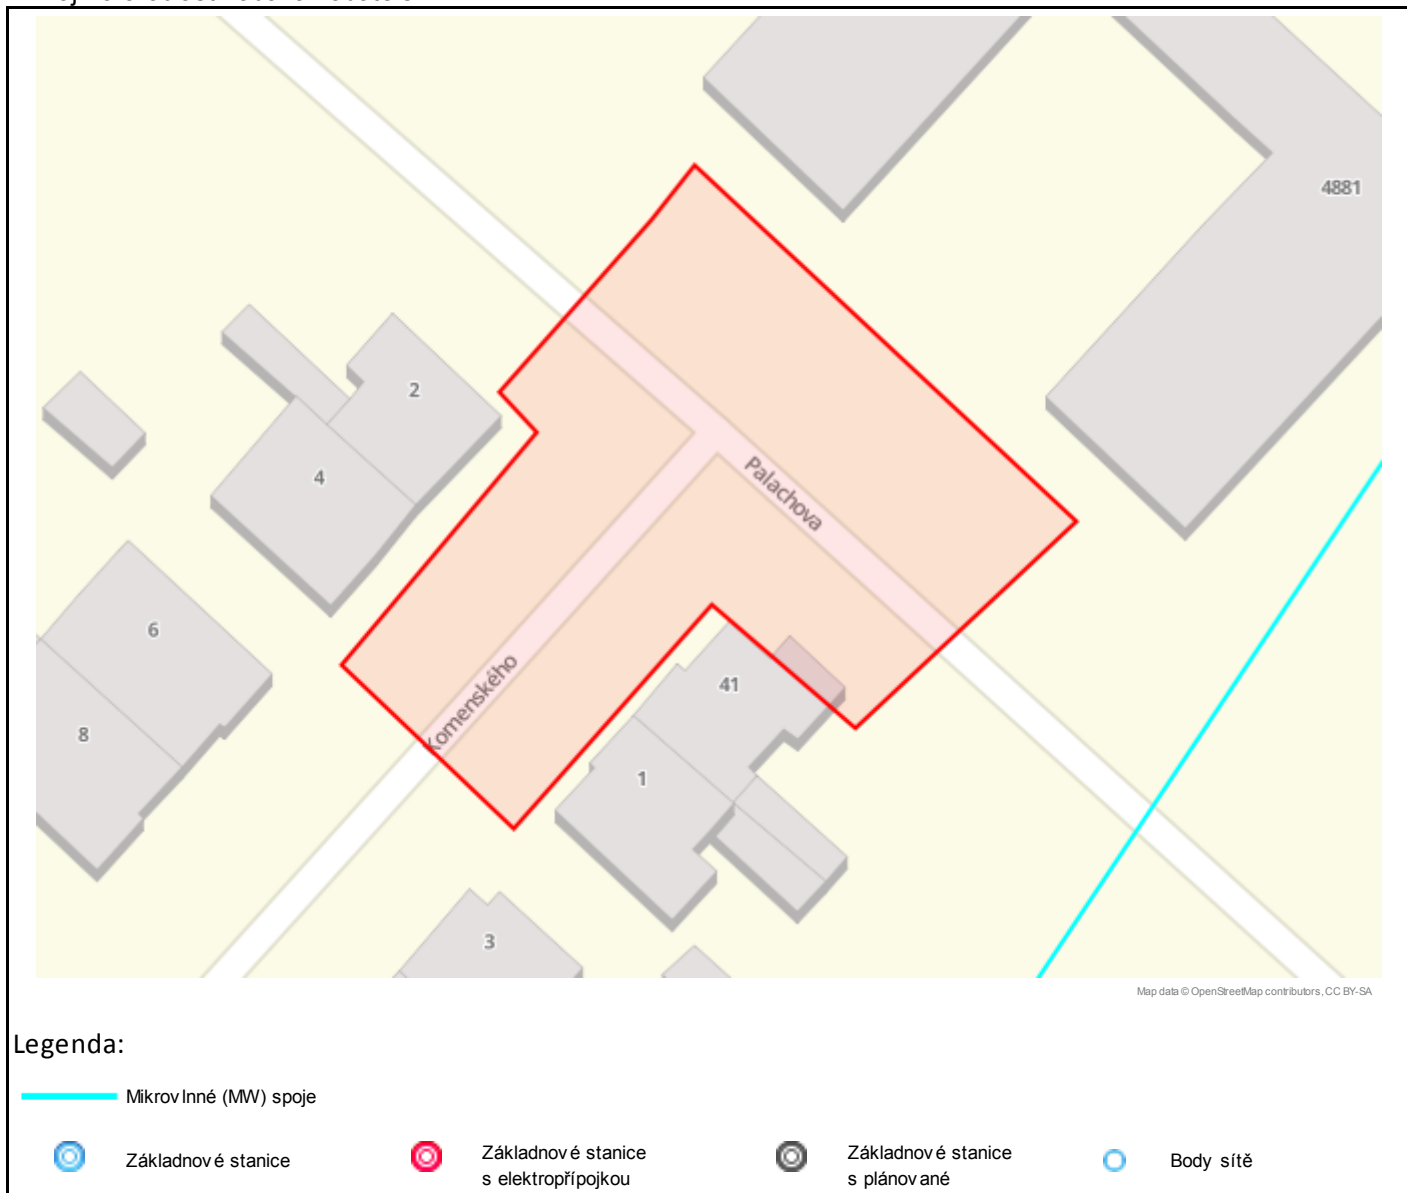 4881
2
4
Palachova
6
Komenského
41
8
1
3
Map data © OpenStreetMap contributors, CC BY-SA
Legenda:
Mikrovlnné (MW) spoje
Základnové stanice
Základnové stanice
s elektropřípojkou
Základnové stanice
s plánované
Body sítě